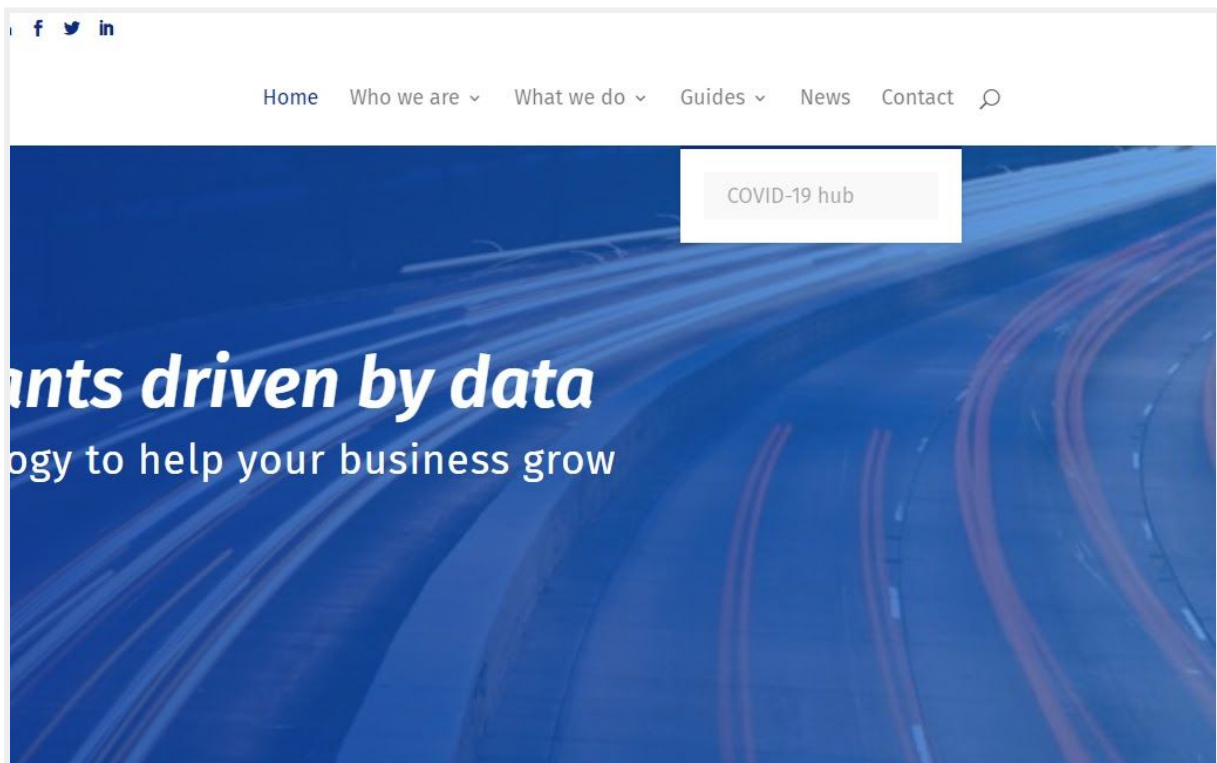 Home Who we are What we do Guides News Contact
COVID-19 hub
ants driven by data
ogy to help your business grow